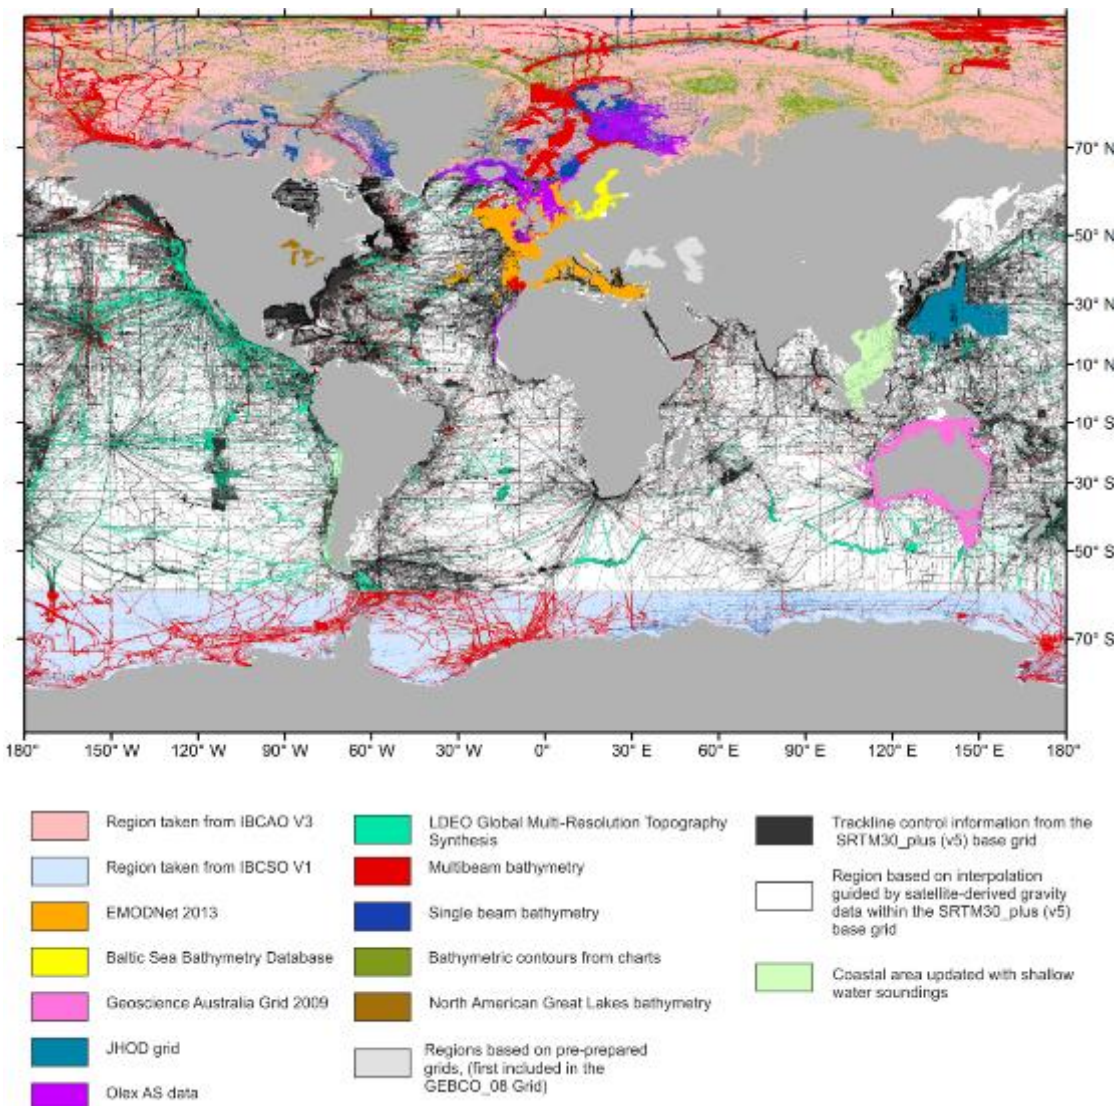 70° N
50° N
30° N
10° N
10° S
30° S
50° S
70° S
180° 150° W 120° W 90° W 60° W 30° W 0° 30° E 60° E 90° E 120° E 150° E 180°
Region taken from IBCAO V3
Region taken from IBCSO V1
EMODNet 2013
Baltic Sea Bathymetry Database
Geoscience Australia Grid 2009
JHOD grid
Olex AS data
LDEO Global Multi-Resolution Topography
Synthesis
Multibeam bathymetry
Single beam bathymetry
Bathymetric contours from charts
North American Great Lakes bathymetry
Regions based on pre-prepared
grids, (first included in the
GEBCO_08 Grid)
Trackline control information from the
SRTM30_plus (v5) base grid
Region based on interpolation
guided by satellite-derived gravity
data within the SRTM30_plus (v5)
base grid
Coastal area updated with shallow
water soundings